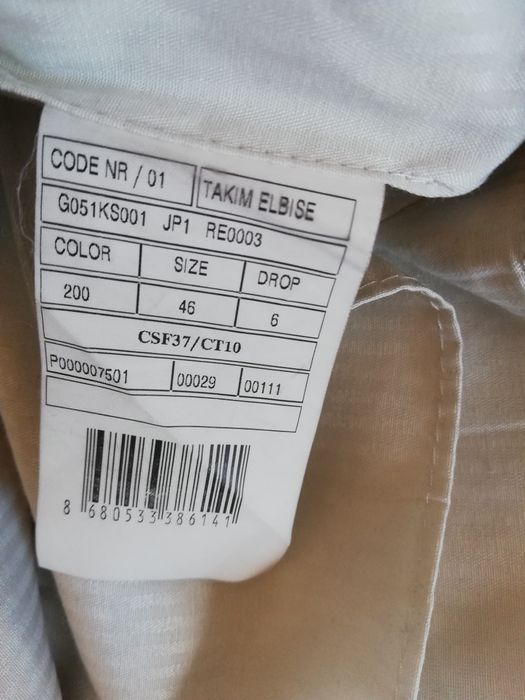 CODE NR / 01 TAKIM ELBISE
G051KS001 JP1 RE0003
COLOR SIZE DROP
200 46 6
CSF37/CT10
P000007501 00029 00111
8 680533 386141